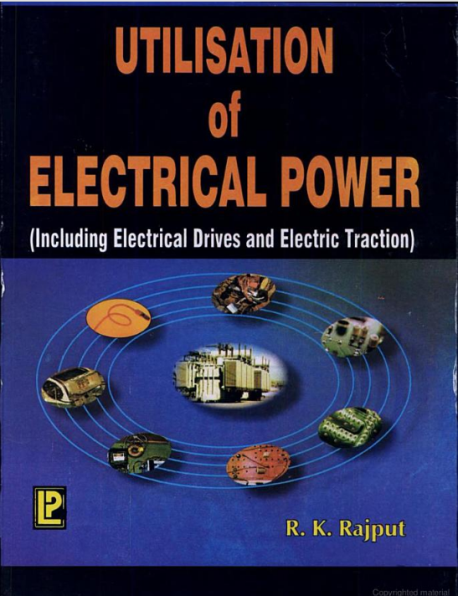 UTILISATION
of
ELECTRICAL POWER
(Including Electrical Drives and Electric Traction)
LP
R. K. Rajput
Copyrighted material